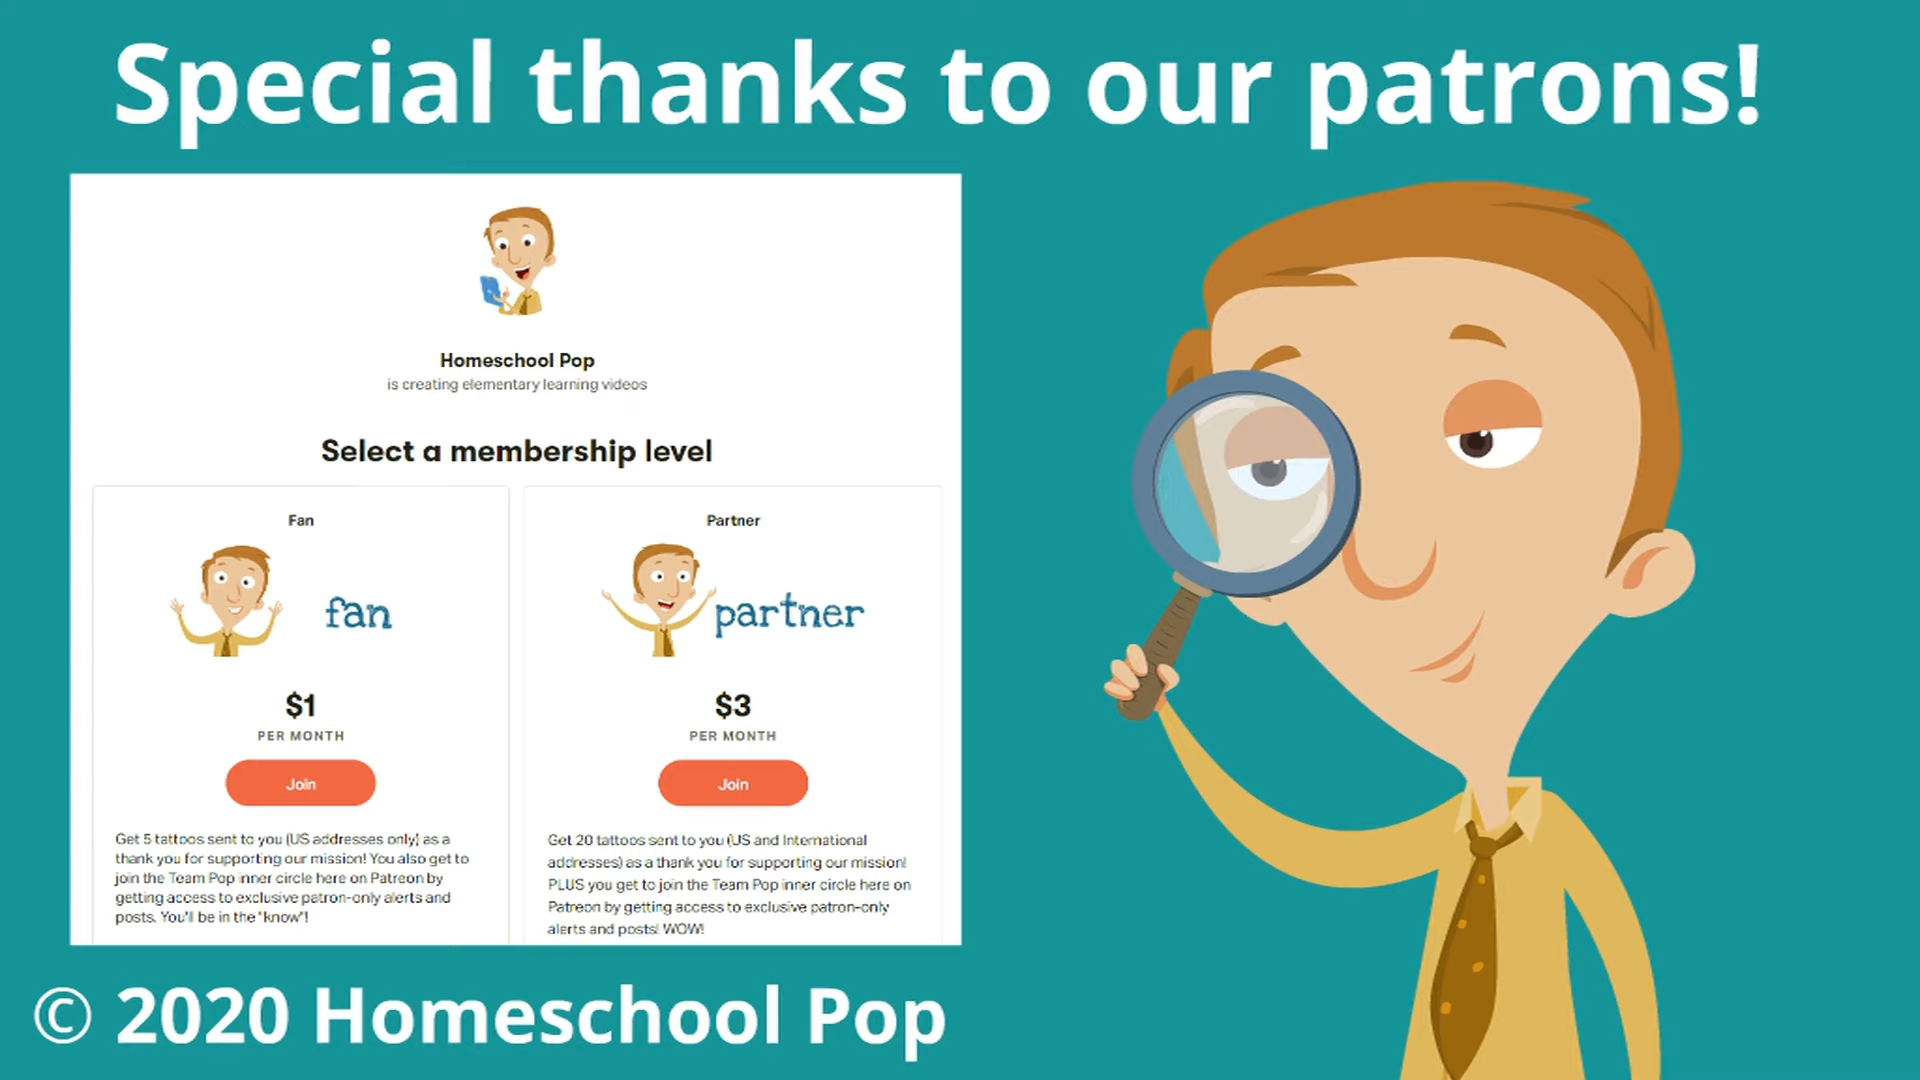 Special thanks to our patrons!
Homeschool Pop
is creating elementary learning videos
Select a membership level
Fan
fan
$1
PER MONTH
Join
Get 5 tattoos sent to you (US addresses only) as a
thank you for supporting our mission! You also get to
join the Team Pop inner circle here on Patreon by
getting access to exclusive patron-only alerts and
posts. You'll be in the "know"!
Partner
partner
$3
PER MONTH
Join
Get 20 tattoos sent to you (US and International
addresses) as a thank you for supporting our mission!
PLUS you get to join the Team Pop inner circle here on
Patreon by getting access to exclusive patron-only
alerts and posts! WOW!
© 2020 Homeschool Pop